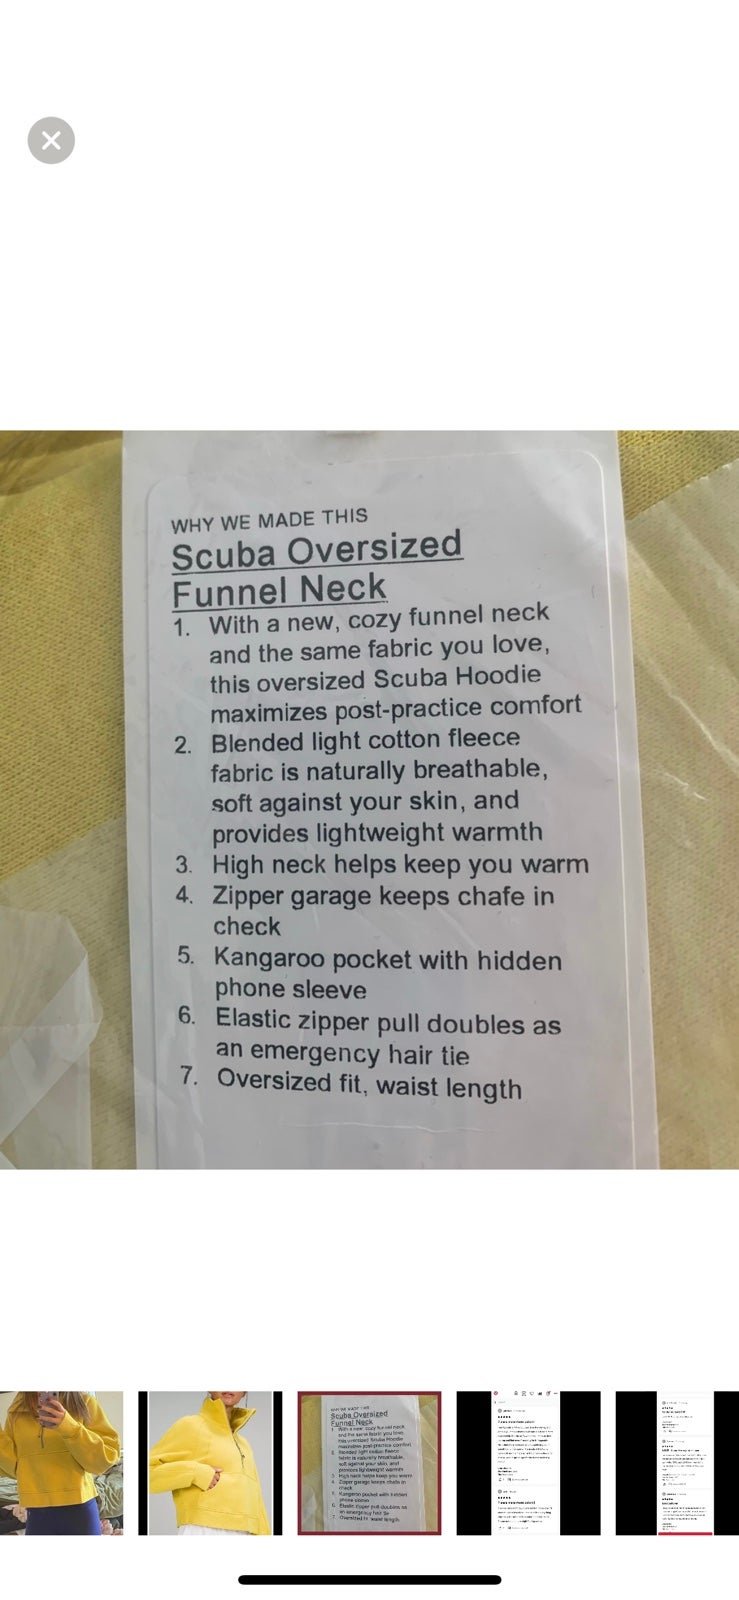 WHY WE MADE THIS
Scuba Oversized
Funnel Neck
1. With a new, cozy funnel neck
and the same fabric you love,
this oversized Scuba Hoodie
maximizes post-practice comfort
2. Blended light cotton fleece
fabric is naturally breathable,
soft against your skin, and
provides lightweight warmth
3. High neck helps keep you warm
4. Zipper garage keeps chafe in
check
5. Kangaroo pocket with hidden
phone sleeve
6. Elastic zipper pull doubles as
an emergency hair tie
7. Oversized fit, waist length